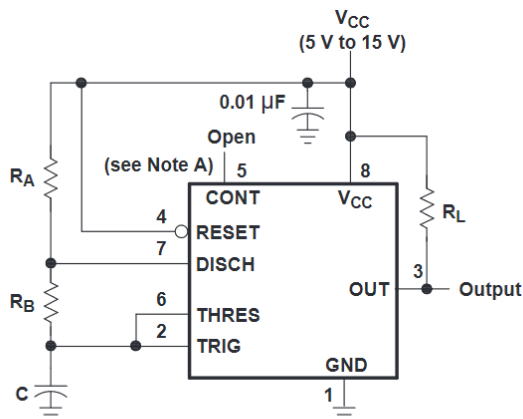 VCC
(5 V to 15 V)
0.01 µF
Open
(see Note A)
5
8
CONT
VCC
RA
RL
4
RESET
7
DISCH
3
OUT
Output
RB
6
THRES
2
TRIG
GND
C
1